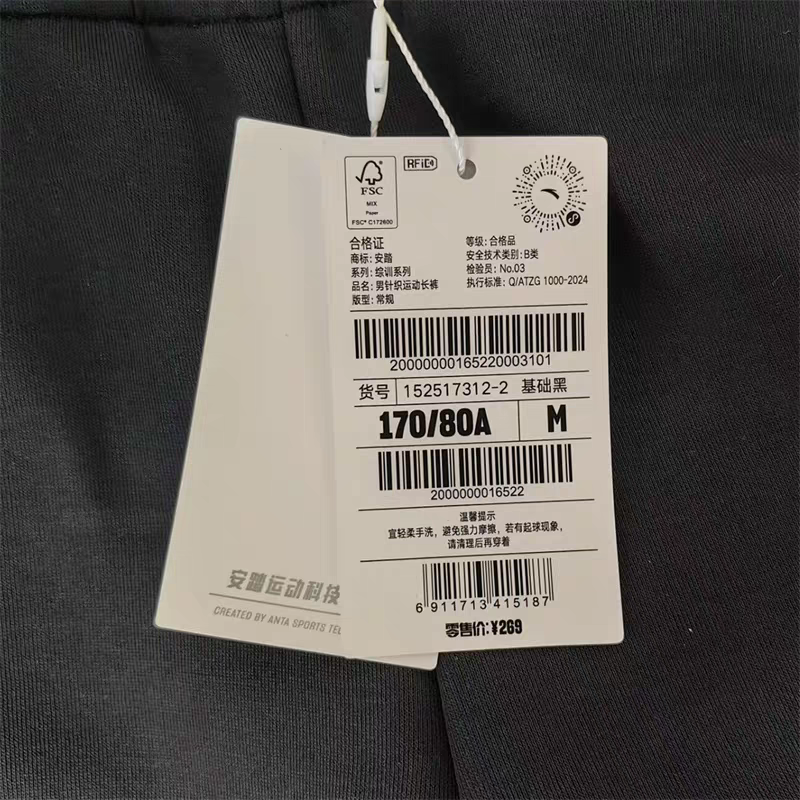 FSC
MIX
Paper
FSC® C172600
RFID
合格证
商标: 安踏
系列: 综训系列
品名: 男针织运动长裤
版型: 常规
等级: 合格品
安全技术类别: B类
检验员: No.03
执行标准: Q/ATZG 1000-2024
20000000165220003101
货号 152517312-2 基础黑
170/80A M
2000000016522
温馨提示
宜轻柔手洗，避免强力摩擦，若有起球现象，
请清理后再穿着
6 911713 415187
零售价:¥269
安踏运动科技
CREATED BY ANTA SPORTS TEC